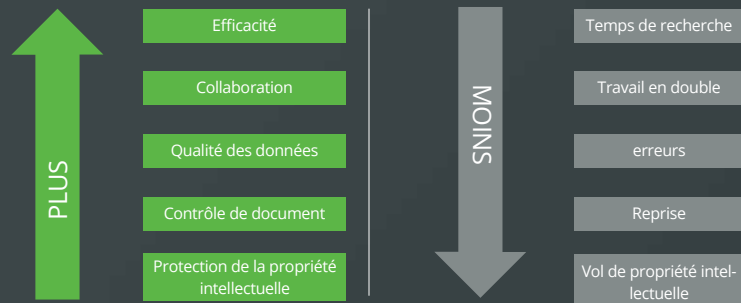 PLUS
Efficacité
Collaboration
Qualité des données
Contrôle de document
Protection de la propriété
intellectuelle
MOINS
Temps de recherche
Travail en double
erreurs
Reprise
Vol de propriété intel-
lectuelle